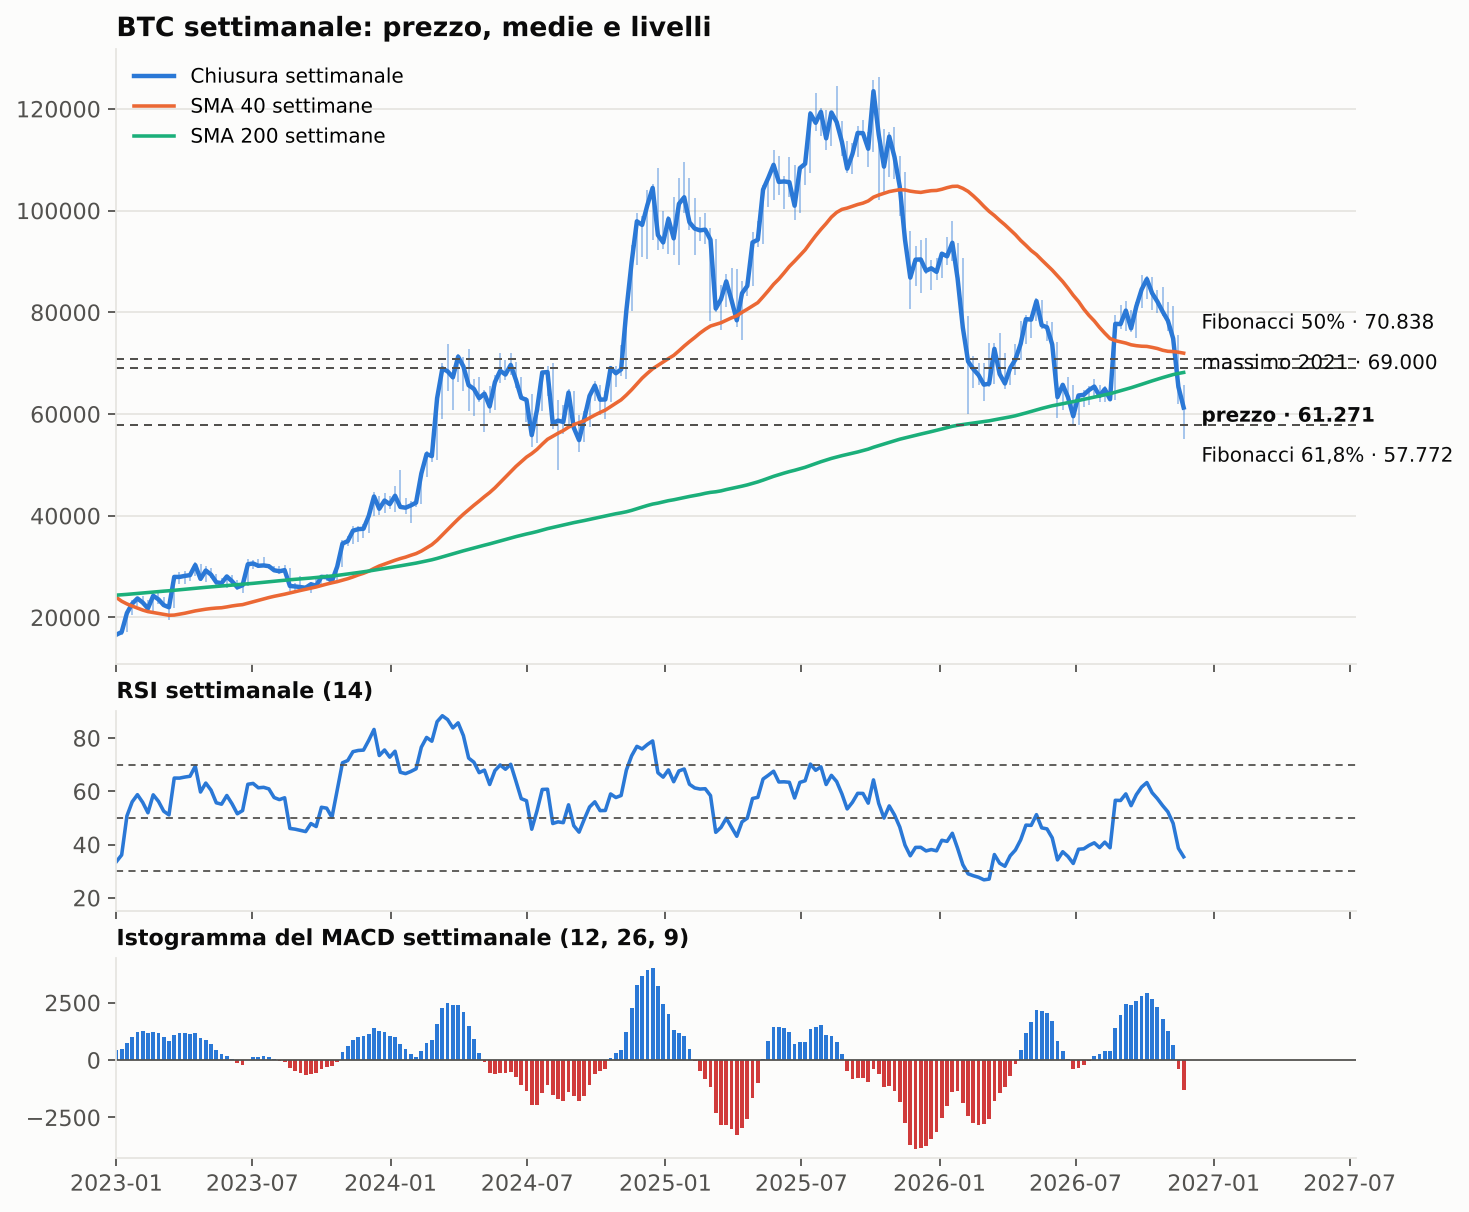 BTC settimanale: prezzo, medie e livelli
Chiusura settimanale
SMA 40 settimane
SMA 200 settimane
120000
100000
80000
60000
40000
20000
Fibonacci 50% · 70.838
massimo 2021 · 69.000
prezzo · 61.271
Fibonacci 61,8% · 57.772
RSI settimanale (14)
80
60
40
20
Istogramma del MACD settimanale (12, 26, 9)
2500
0
−2500
2023-01 2023-07 2024-01 2024-07 2025-01 2025-07 2026-01 2026-07 2027-01 2027-07